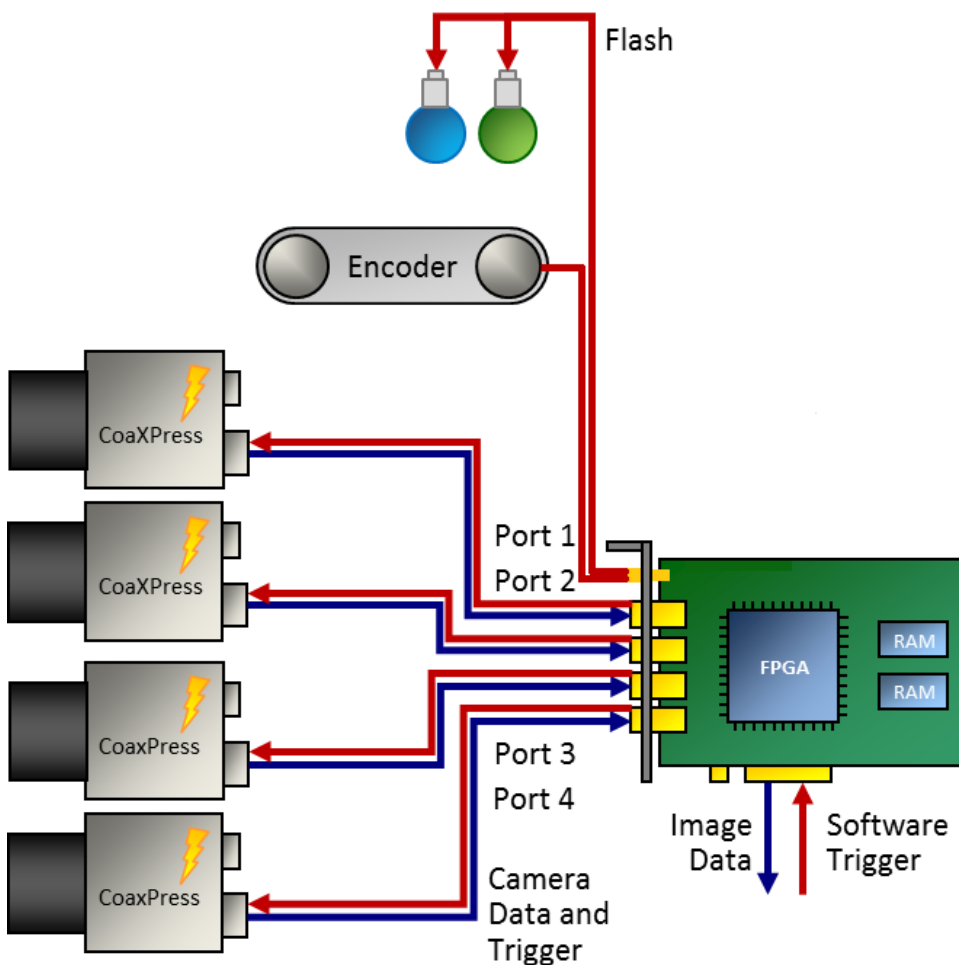 Flash
Encoder
CoaXPress
Port 1
CoaXPress
Port 2
FPGA
RAM
RAM
CoaxPress
Port 3
Port 4
Image
Data
Software
Trigger
CoaxPress
Camera
Data and
Trigger